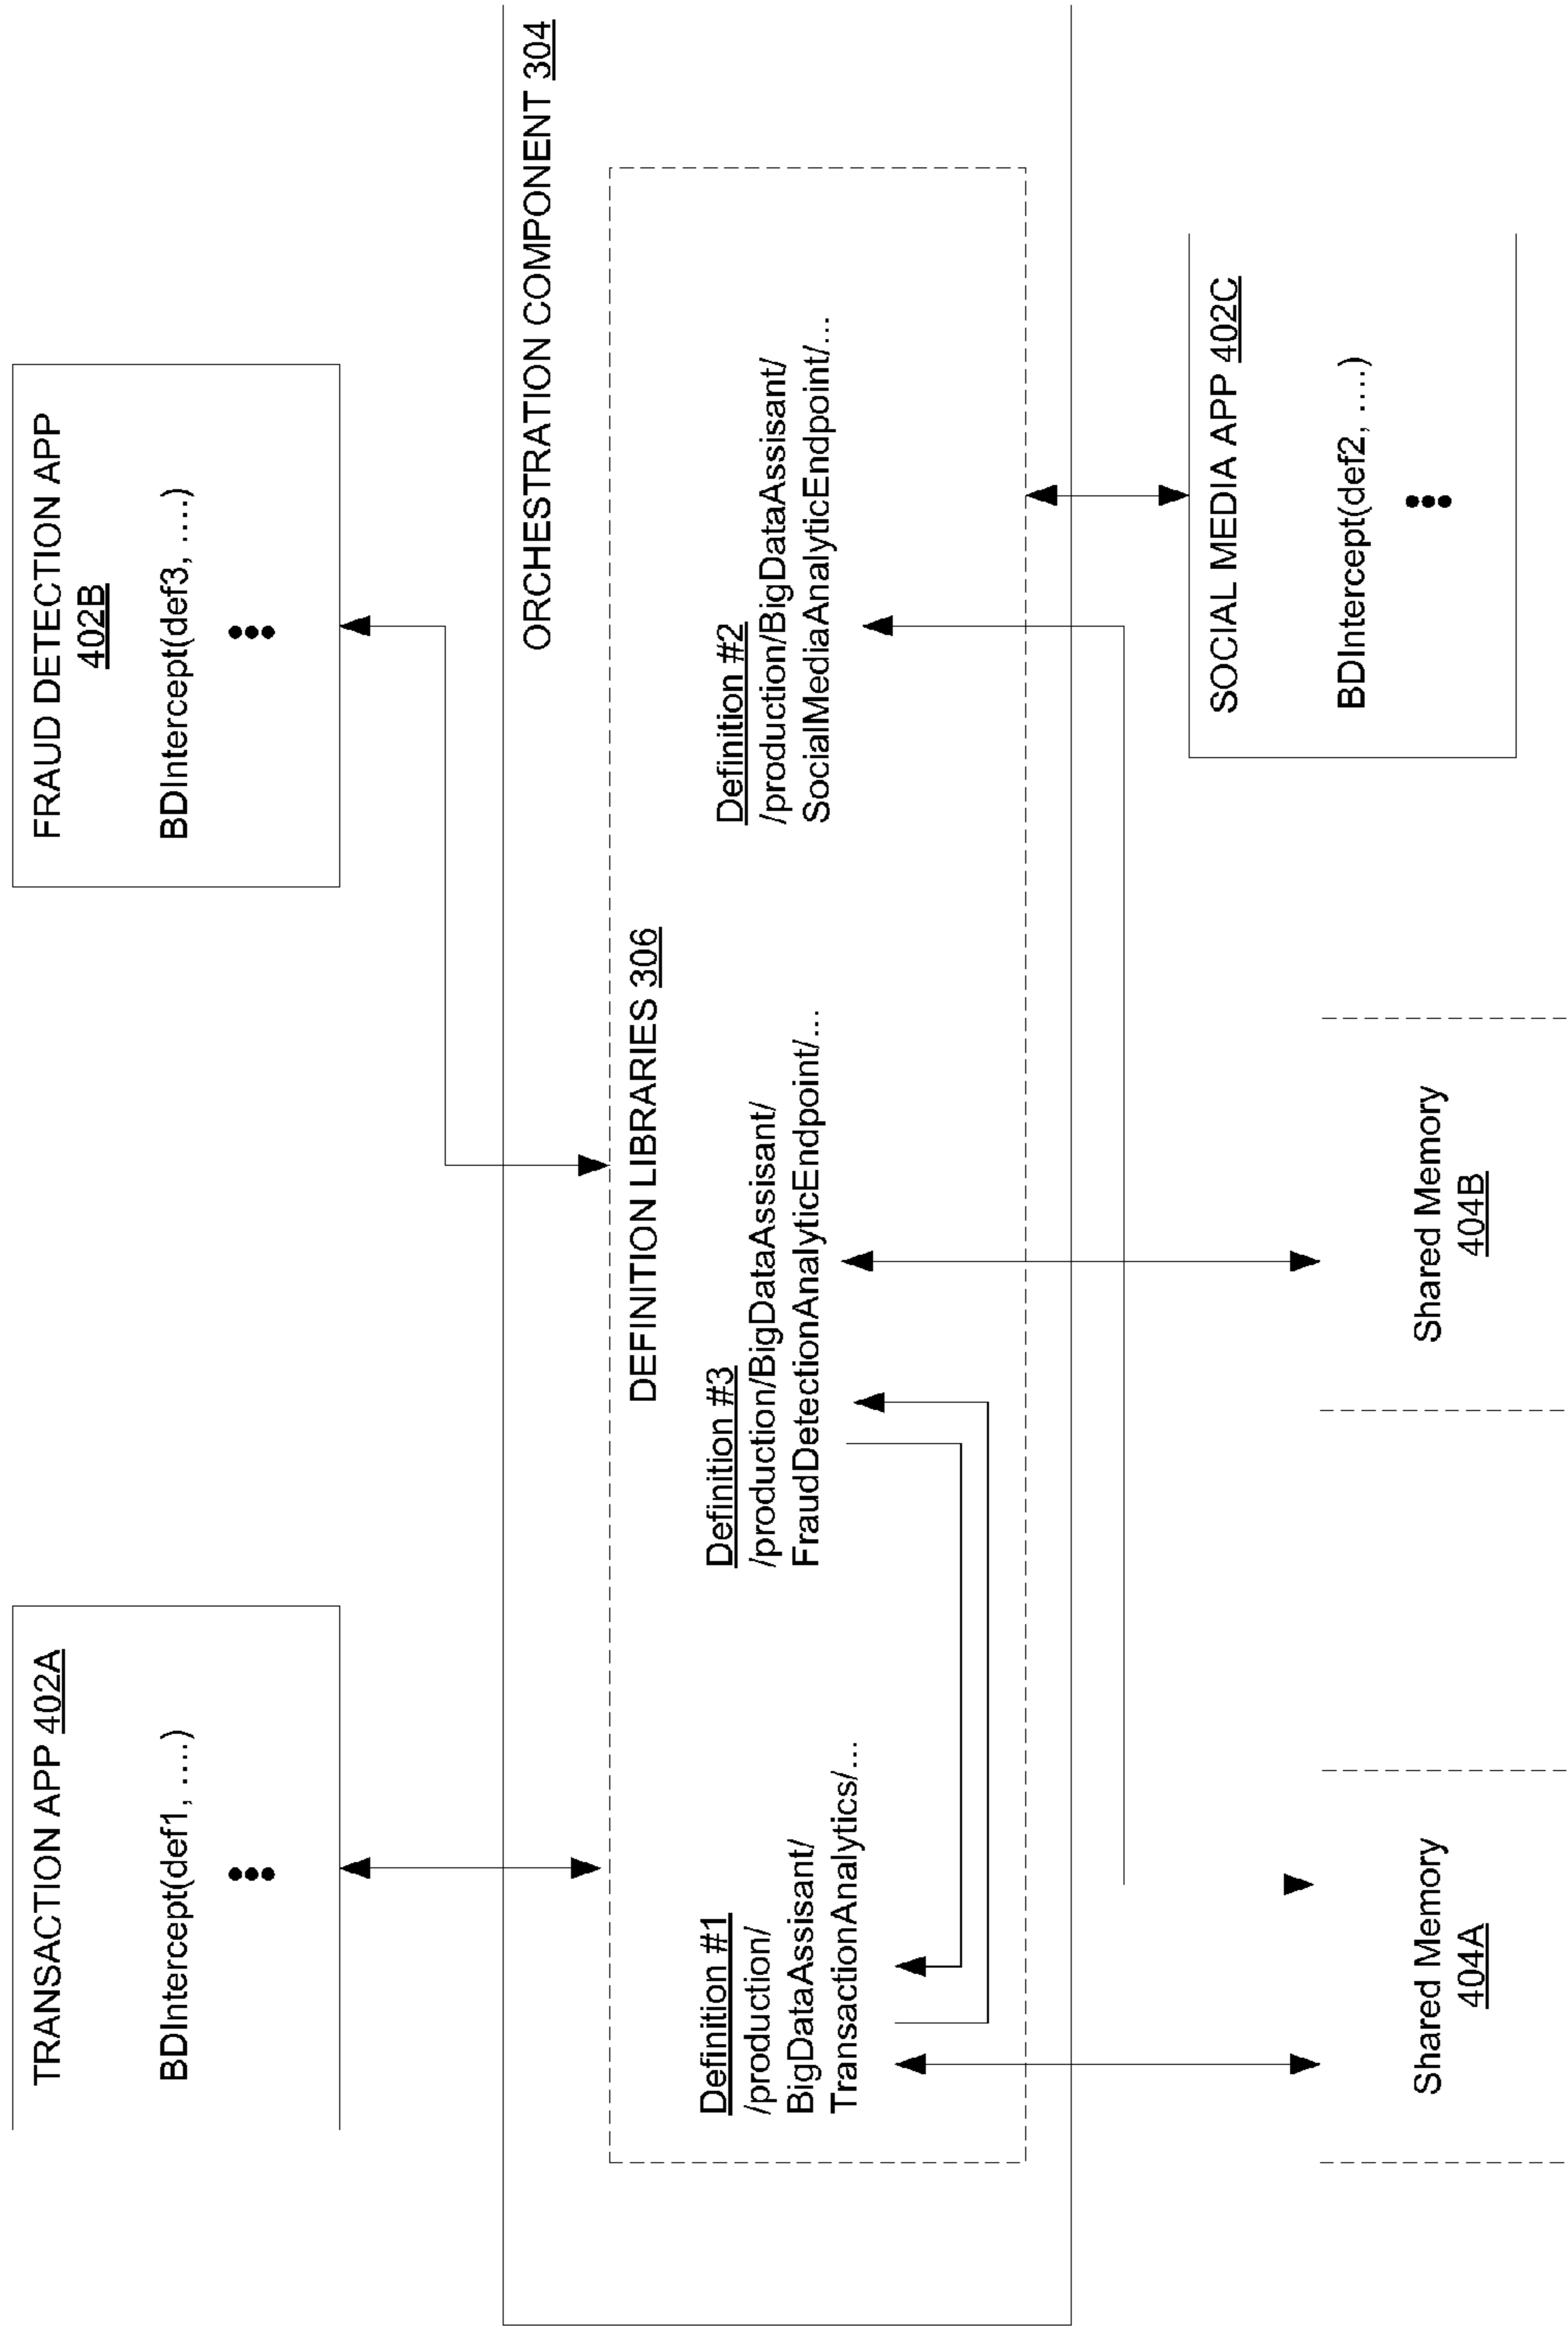 TRANSACTION APP 402A
BDIntercept(def1, ....)
FRAUD DETECTION APP
402B
BDIntercept(def3, ....)
ORCHESTRATION COMPONENT 304
DEFINITION LIBRARIES 306
Definition #1
/production/
BigDataAssisant/
TransactionAnalytics/...
Definition #3
/production/BigDataAssisant/
FraudDetectionAnalyticEndpoint/...
Definition #2
/production/BigDataAssisant/
SocialMediaAnalyticEndpoint/...
Shared Memory
404A
Shared Memory
404B
SOCIAL MEDIA APP 402C
BDIntercept(def2, ....)